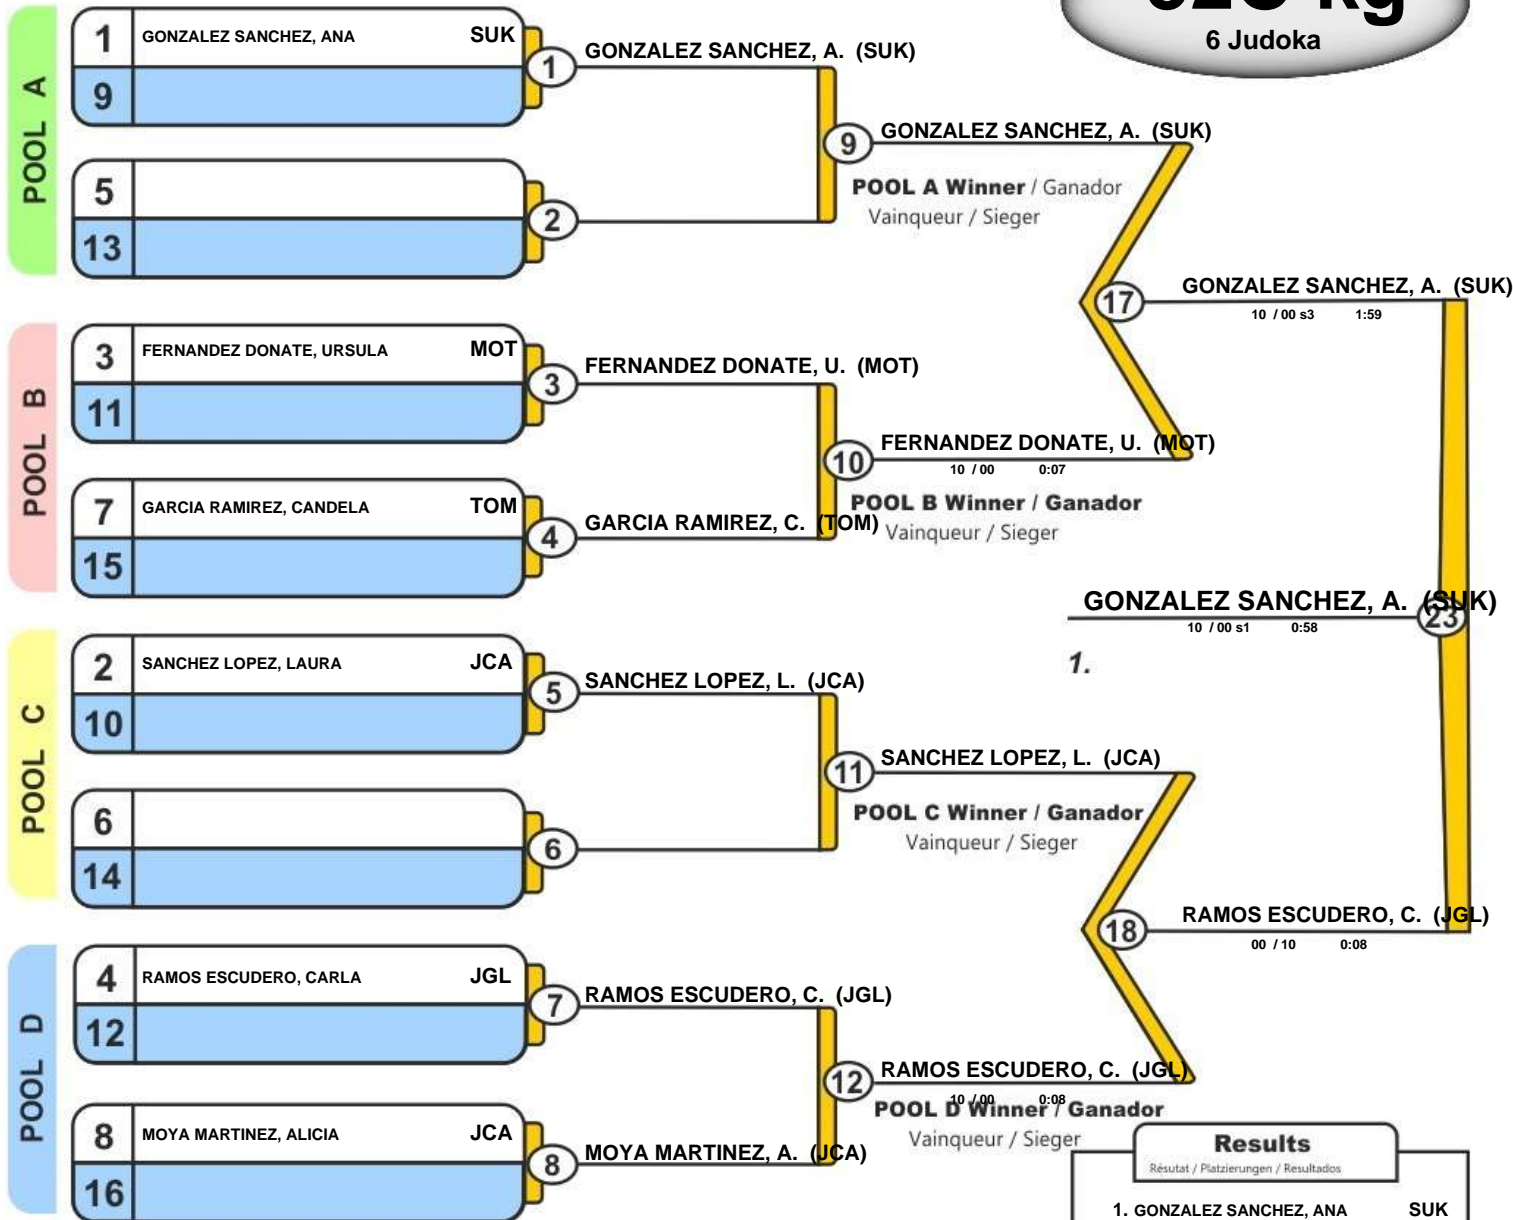 6 Judoka
POOL A
1 GONZALEZ SANCHEZ, ANA SUK
9
1
GONZALEZ SANCHEZ, A. (SUK)
5
13
2
9
GONZALEZ SANCHEZ, A. (SUK)
POOL A Winner / Ganador
Vainqueur / Sieger
POOL B
3 FERNANDEZ DONATE, URSULA MOT
11
3
FERNANDEZ DONATE, U. (MOT)
7 GARCIA RAMIREZ, CANDELA TOM
15
4
GARCIA RAMIREZ, C. (TOM)
10
FERNANDEZ DONATE, U. (MOT)
10 / 00 0:07
POOL B Winner / Ganador
Vainqueur / Sieger
17
GONZALEZ SANCHEZ, A. (SUK)
10 / 00 s3 1:59
GONZALEZ SANCHEZ, A. (SUK)
23
10 / 00 s1 0:58
1.
POOL C
2 SANCHEZ LOPEZ, LAURA JCA
10
5
SANCHEZ LOPEZ, L. (JCA)
6
14
6
11
SANCHEZ LOPEZ, L. (JCA)
POOL C Winner / Ganador
Vainqueur / Sieger
18
RAMOS ESCUDERO, C. (JGL)
00 / 10 0:08
POOL D
4 RAMOS ESCUDERO, CARLA JGL
12
7
RAMOS ESCUDERO, C. (JGL)
8 MOYA MARTINEZ, ALICIA JCA
16
8
MOYA MARTINEZ, A. (JCA)
12
RAMOS ESCUDERO, C. (JGL)
10 / 00 0:08
POOL D Winner / Ganador
Vainqueur / Sieger
Results
Résutat / Platzierungen / Resultados
1. GONZALEZ SANCHEZ, ANA SUK